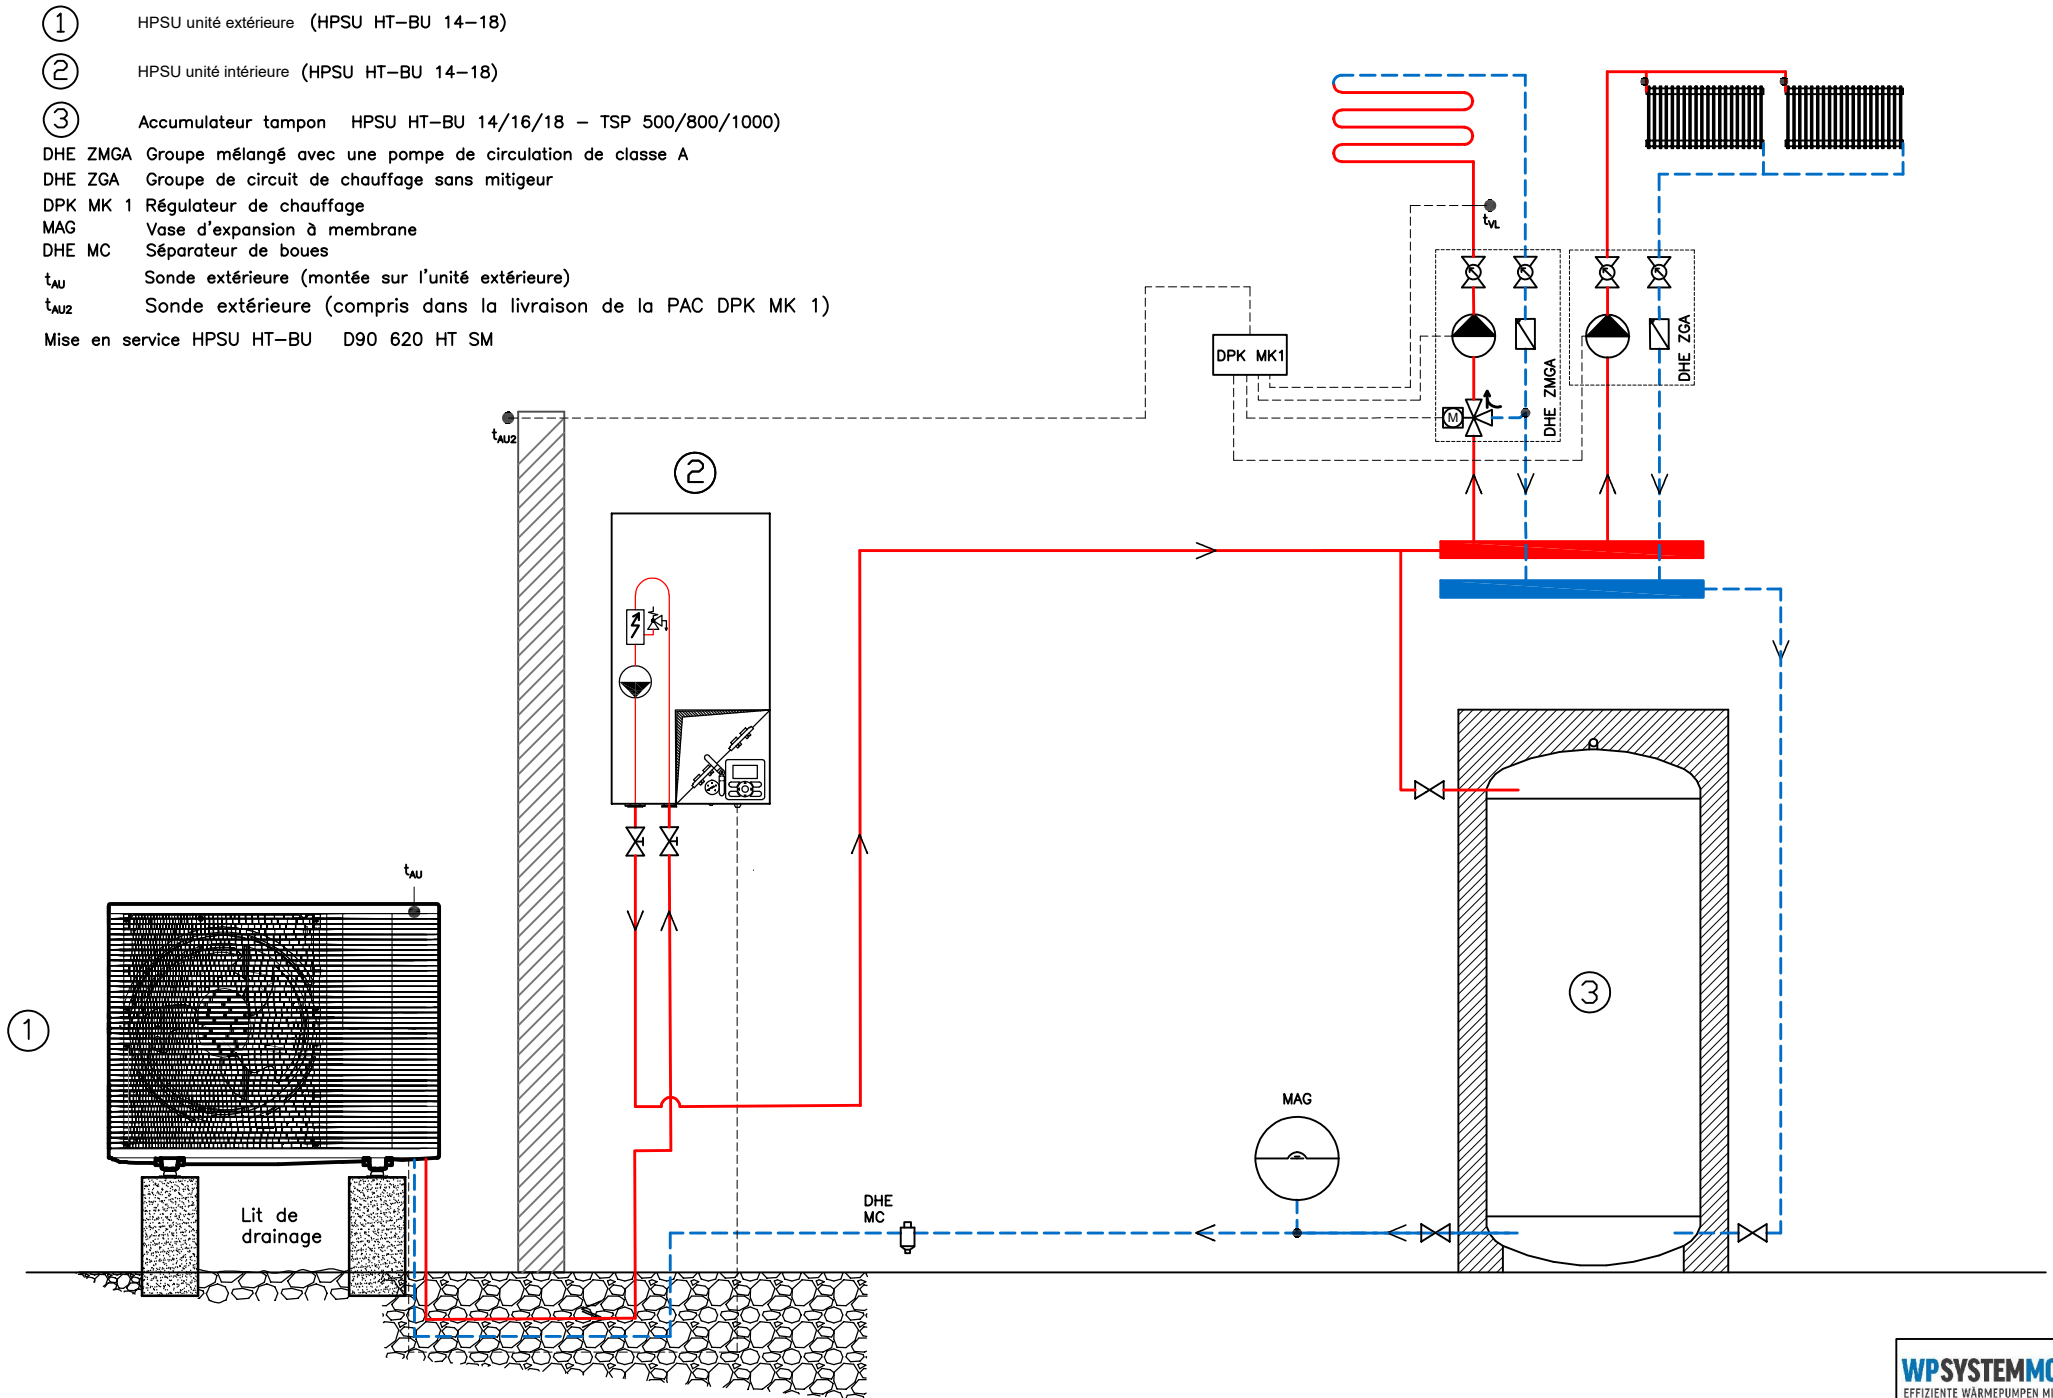 1 HPSU unité extérieure (HPSU HT-BU 14-18)
2 HPSU unité intérieure (HPSU HT-BU 14-18)
3 Accumulateur tampon HPSU HT-BU 14/16/18 - TSP 500/800/1000)
DHE ZMGA Groupe mélangé avec une pompe de circulation de classe A
DHE ZGA Groupe de circuit de chauffage sans mitigeur
DPK MK 1 Régulateur de chauffage
MAG Vase d'expansion à membrane
DHE MC Séparateur de boues
tAU Sonde extérieure (montée sur l'unité extérieure)
tAU2 Sonde extérieure (compris dans la livraison de la PAC DPK MK 1)
Mise en service HPSU HT-BU D90 620 HT SM
tVL
DPK MK1
DHE ZMGA
DHE ZGA
M
tAU2
2
tAU
1
3
MAG
DHE
MC
Lit de
drainage
WPSYSTEMMO
EFFIZIENTE WÄRMEPUMPEN M